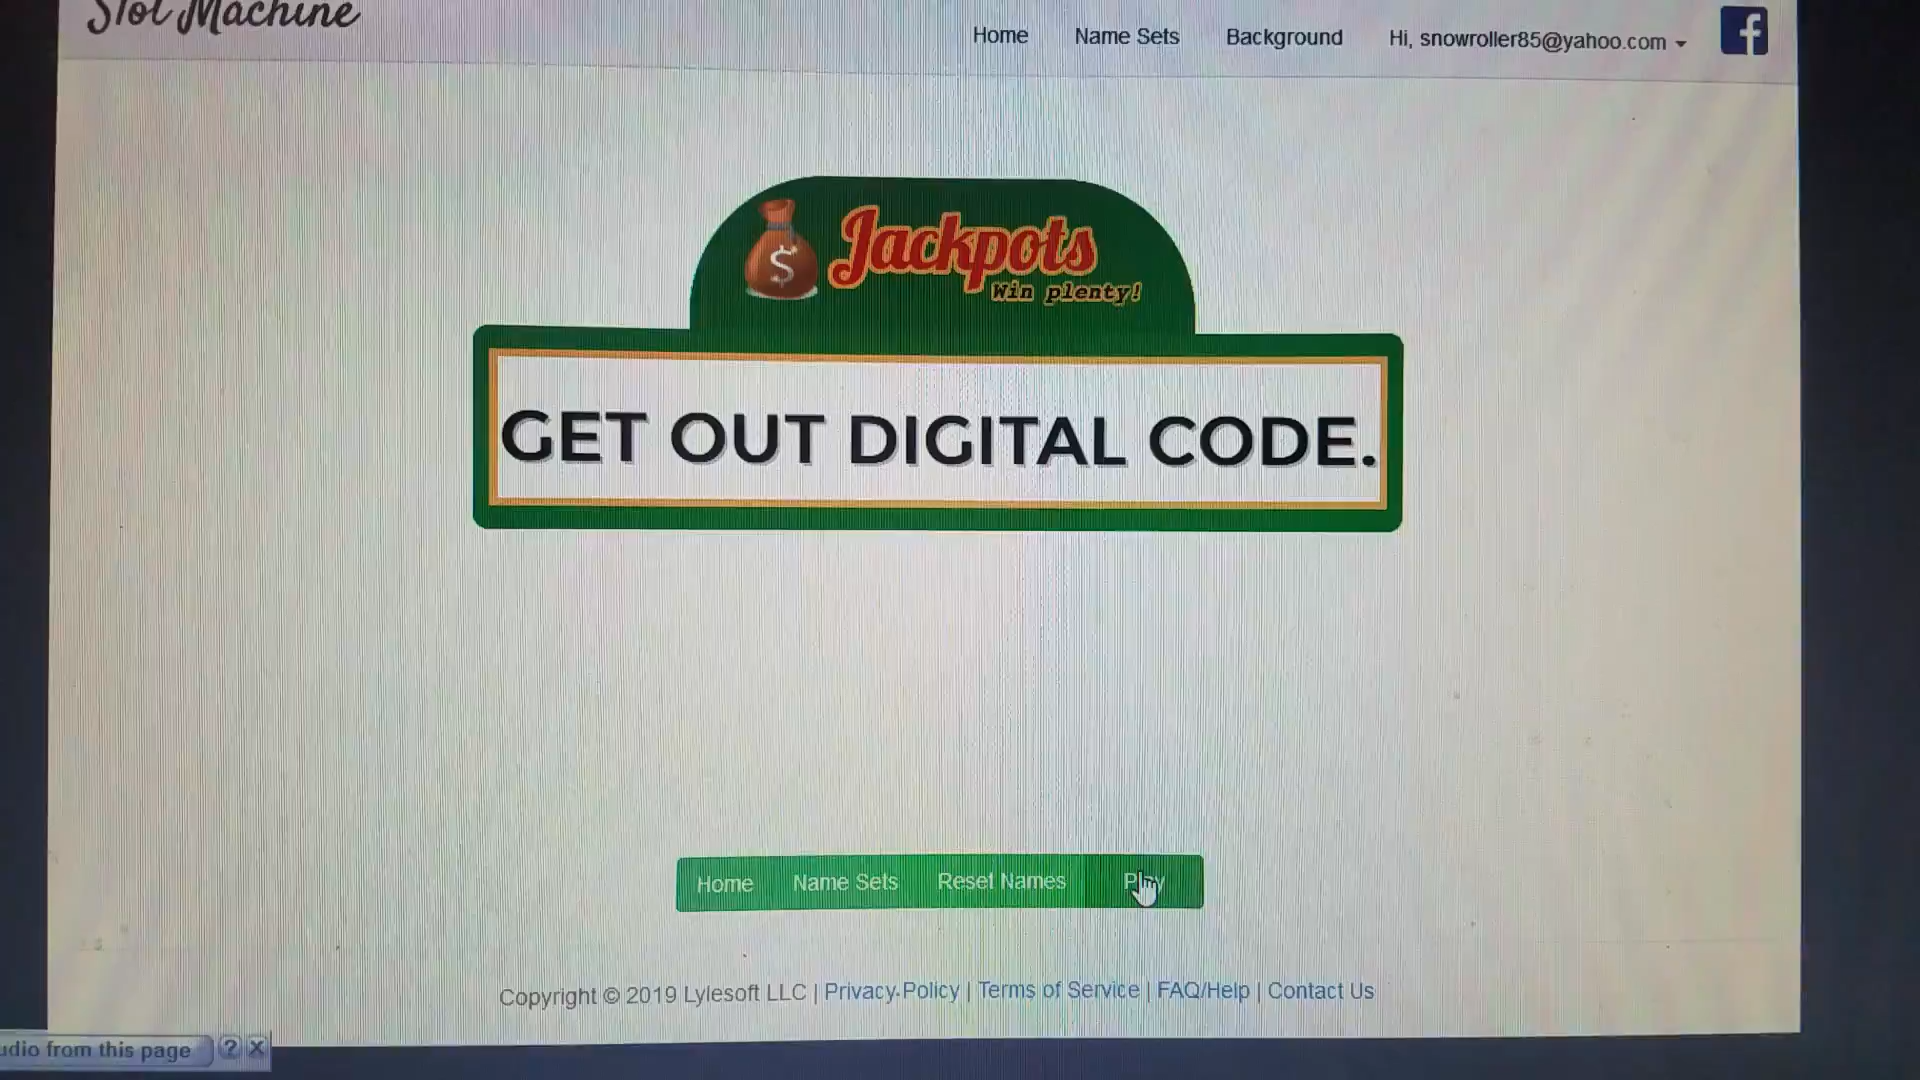 Slot Machine
Home Name Sets Background Hi, snowroller85@yahoo.com
f
$
Jackpots
Win plenty!
GET OUT DIGITAL CODE.
Home Name Sets Reset Names Play
Copyright © 2019 Lylesoft LLC | Privacy Policy | Terms of Service | FAQ/Help | Contact Us
from this page ? X